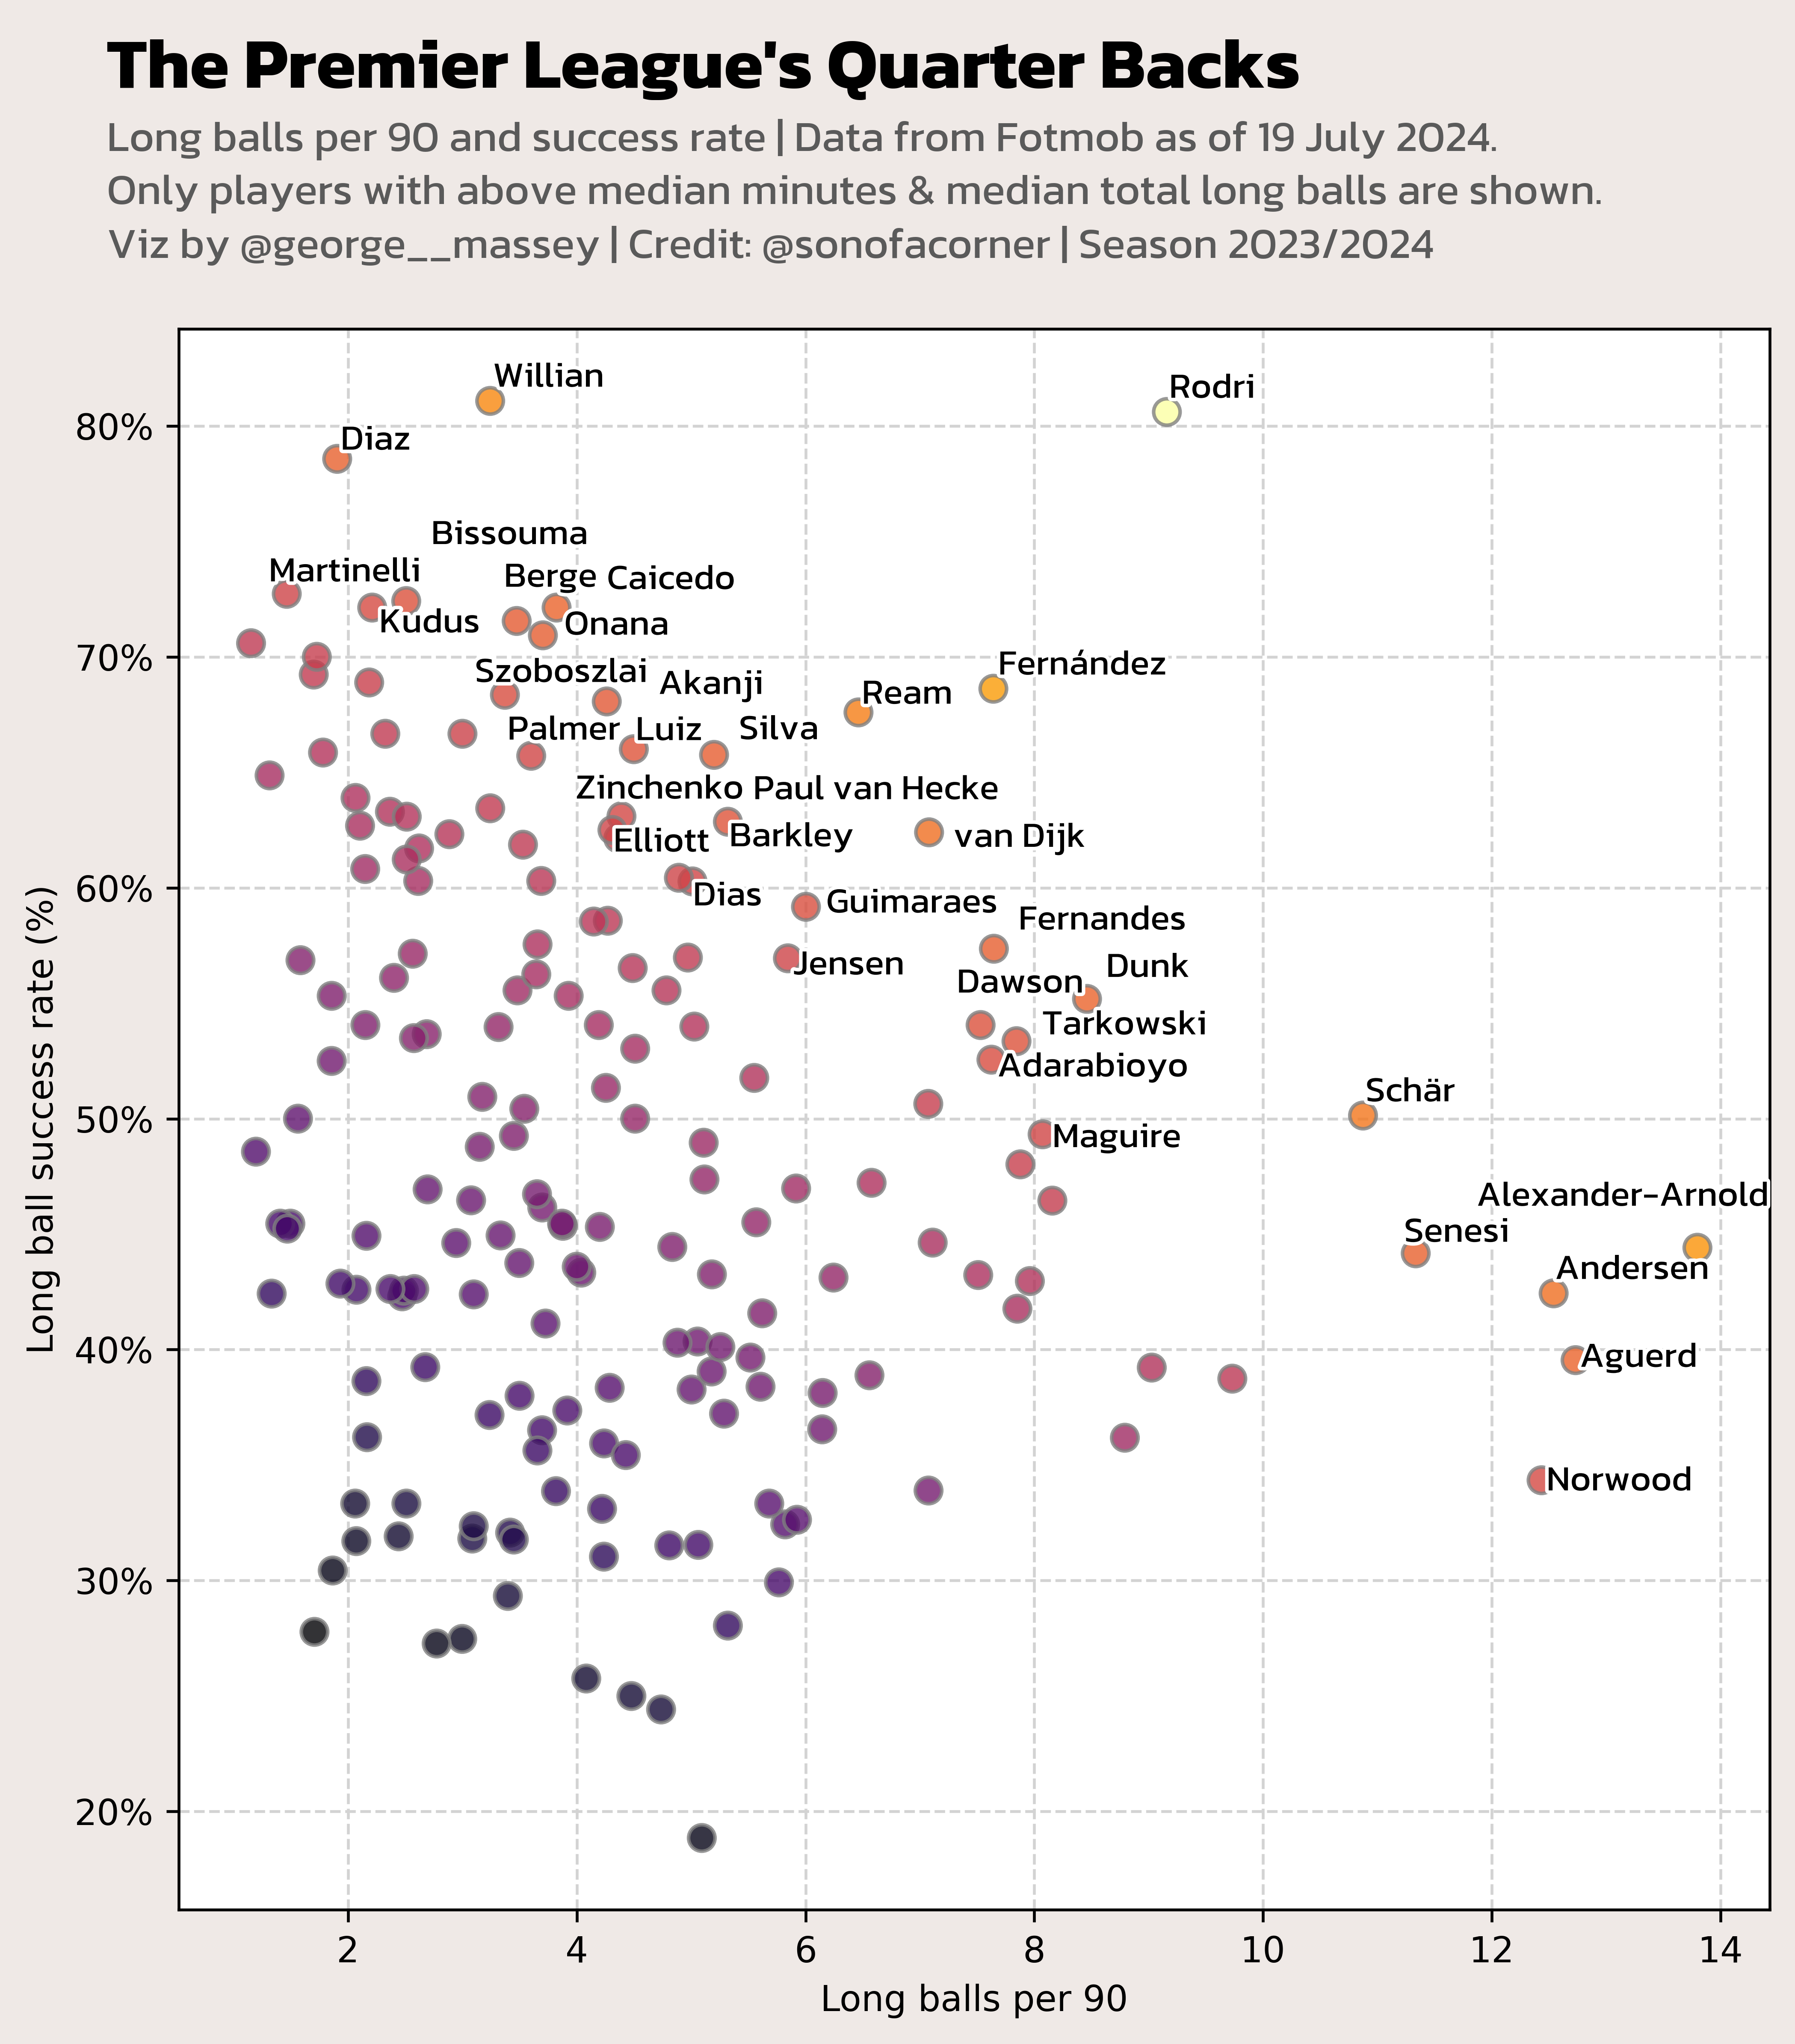 The Premier League's Quarter Backs
Long balls per 90 and success rate | Data from Fotmob as of 19 July 2024.
Only players with above median minutes & median total long balls are shown.
Viz by @george__massey | Credit: @sonofacorner | Season 2023/2024
Willian
Rodri
80%
Diaz
Bissouma
Martinelli
Berge
Caicedo
Kudus
Onana
70%
Fernández
Szoboszlai
Akanji
Ream
Palmer
Luiz
Silva
Zinchenko
Paul van Hecke
Elliott
Barkley
van Dijk
60%
Dias
Guimaraes
Fernandes
Jensen
Dunk
Dawson
Tarkowski
Adarabioyo
50%
Schär
Maguire
Alexander-Arnold
Senesi
Andersen
40%
Aguerd
Norwood
30%
20%
Long ball success rate (%)
2 4 6 8 10 12 14
Long balls per 90